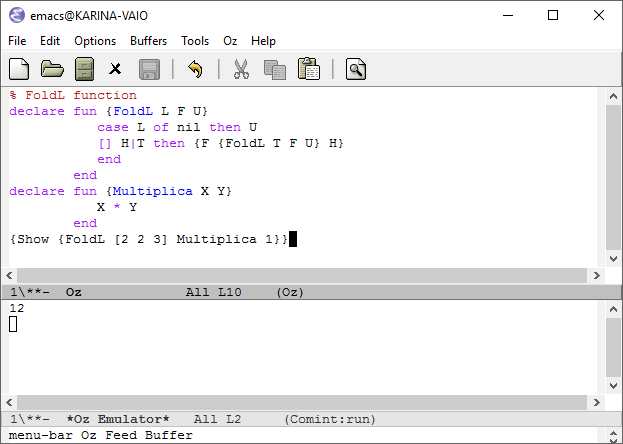 emacs@KARINA-VAIO
File Edit Options Buffers Tools Oz Help
% FoldL function
declare fun {FoldL L F U}
            case L of nil then U
            [] H|T then {F {FoldL T F U} H}
            end
         end
declare fun {Multiplica X Y}
            X * Y
         end
{Show {FoldL [2 2 3] Multiplica 1}}
1\**-  Oz              All L10    (Oz)
12
1\**-  *Oz Emulator*   All L2     (Comint:run)
menu-bar Oz Feed Buffer